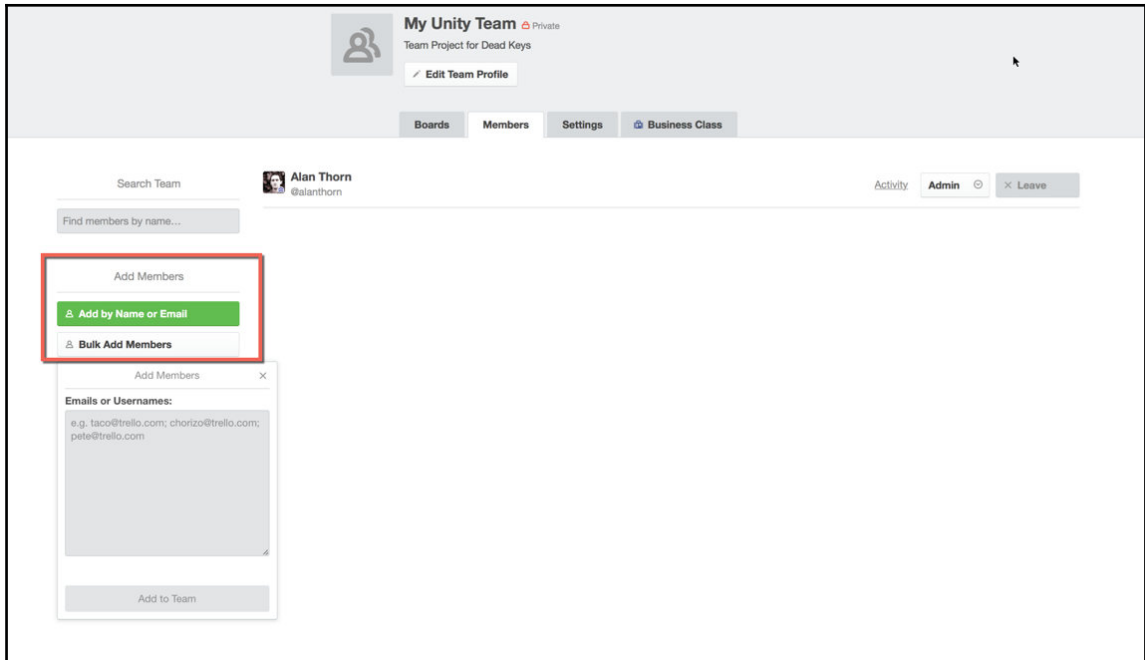 My Unity Team Private
Team Project for Dead Keys
Edit Team Profile
Boards Members Settings Business Class
Search Team
Find members by name...
Alan Thorn
@alanthorn
Activity Admin × Leave
Add Members
Add by Name or Email
Bulk Add Members
Add Members ×
Emails or Usernames:
e.g. taco@trello.com; chorizo@trello.com;
pete@trello.com
Add to Team